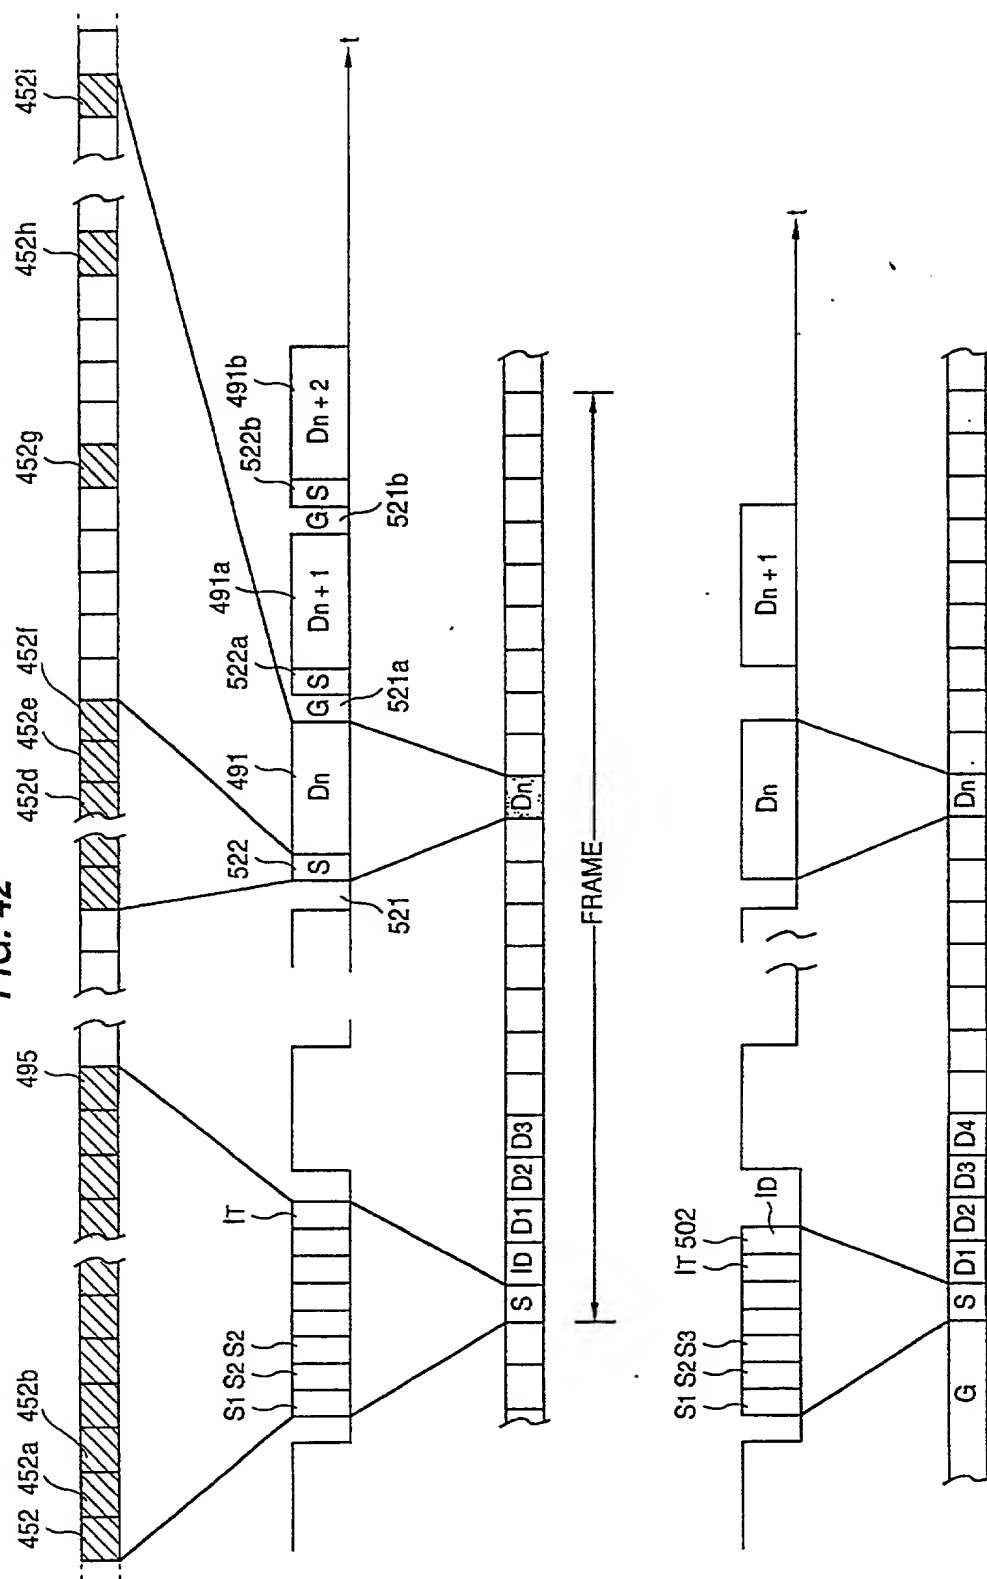 FIG. 42
452 452a 452b 495 452d 452e 452f 452g 452h 452i
S1 S2 S2 IT 522 491 522a 491a 522b 491b
S Dn G S Dn + 1 G S Dn + 2 t
521 521a 521b
S ID D1 D2 D3 Dn
FRAME
S1 S2 S3 IT 502
ID Dn Dn + 1 t
G S D1 D2 D3 D4 Dn